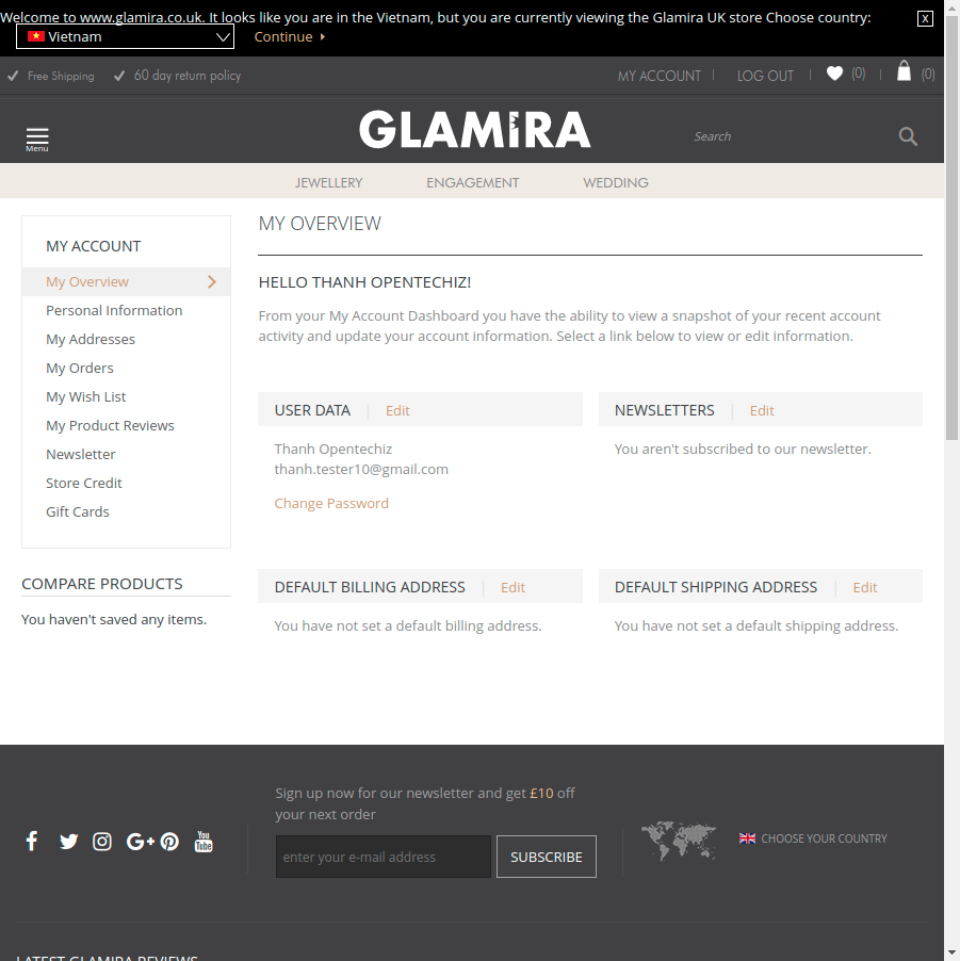 Welcome to www.glamira.co.uk. It looks like you are in the Vietnam, but you are currently viewing the Glamira UK store Choose country:
X
Vietnam
Continue
Free Shipping
60 day return policy
MY ACCOUNT
LOG OUT
(0)
(0)
Menu
GLAMIRA
Search
JEWELLERY
ENGAGEMENT
WEDDING
MY ACCOUNT
My Overview
Personal Information
My Addresses
My Orders
My Wish List
My Product Reviews
Newsletter
Store Credit
Gift Cards
COMPARE PRODUCTS
You haven't saved any items.
MY OVERVIEW
HELLO THANH OPENTECHIZ!
From your My Account Dashboard you have the ability to view a snapshot of your recent account
activity and update your account information. Select a link below to view or edit information.
USER DATA
Edit
Thanh Opentechiz
thanh.tester10@gmail.com
Change Password
NEWSLETTERS
Edit
You aren't subscribed to our newsletter.
DEFAULT BILLING ADDRESS
Edit
You have not set a default billing address.
DEFAULT SHIPPING ADDRESS
Edit
You have not set a default shipping address.
You
Tube
Sign up now for our newsletter and get £10 off
your next order
enter your e-mail address
SUBSCRIBE
CHOOSE YOUR COUNTRY
LATEST GLAMIRA REVIEWS